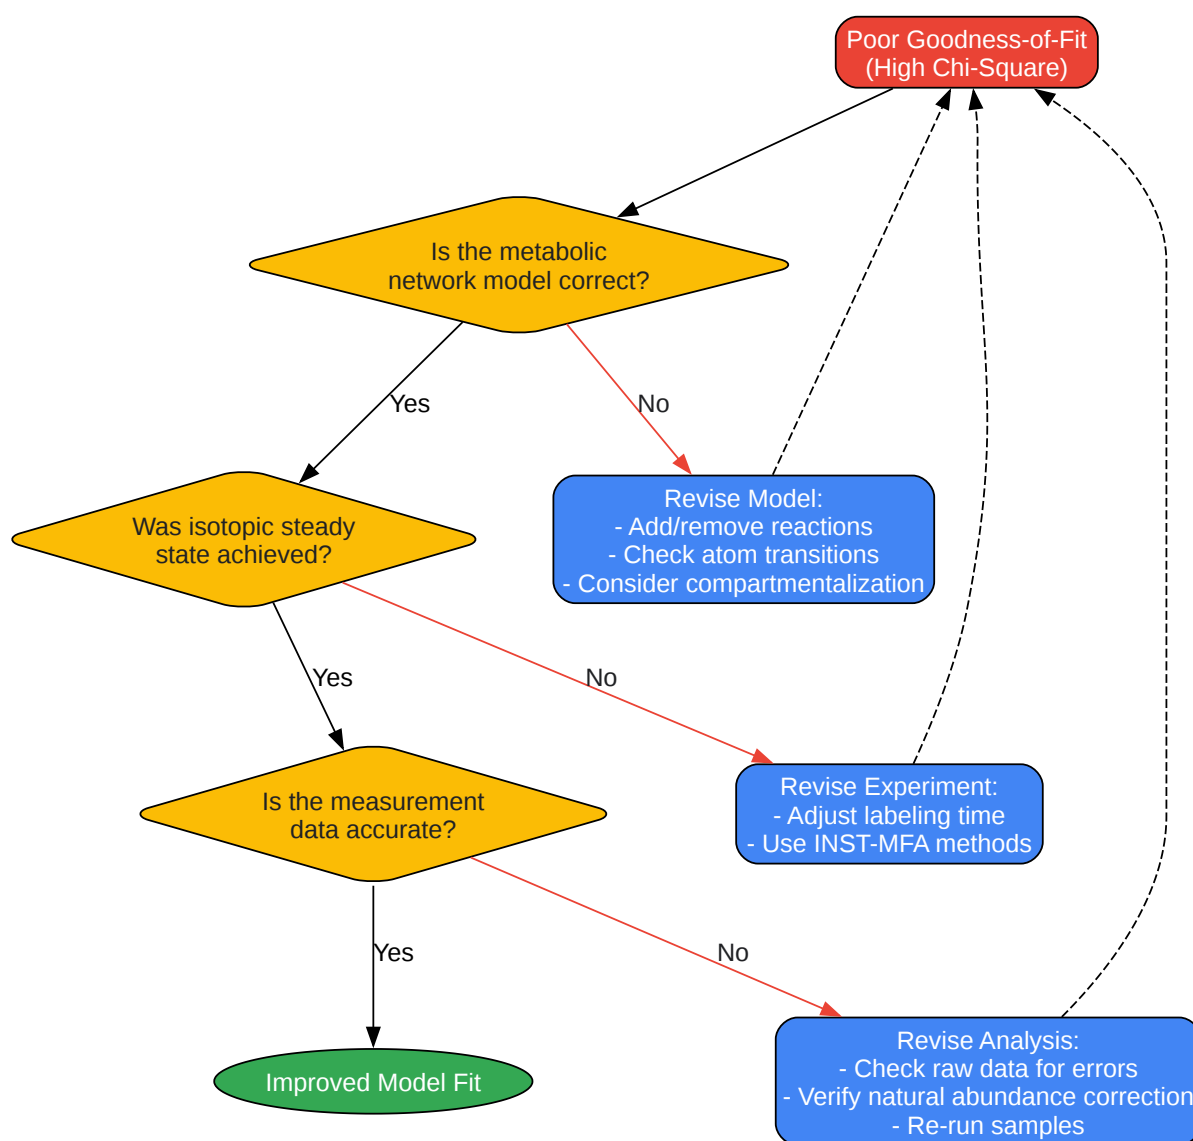 Poor Goodness-of-Fit
(High Chi-Square)
Is the metabolic
network model correct?
Yes
No
Revise Model:
- Add/remove reactions
- Check atom transitions
- Consider compartmentalization
Was isotopic steady
state achieved?
Yes
No
Revise Experiment:
- Adjust labeling time
- Use INST-MFA methods
Is the measurement
data accurate?
Yes
No
Revise Analysis:
- Check raw data for errors
- Verify natural abundance correction
- Re-run samples
Improved Model Fit